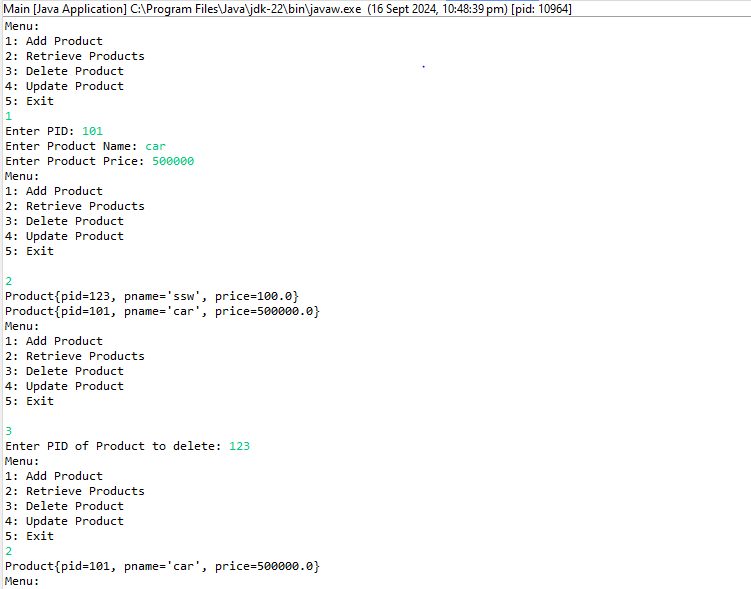 Main [Java Application] C:\Program Files\Java\jdk-22\bin\javaw.exe (16 Sept 2024, 10:48:39 pm) [pid: 10964]
Menu:
1: Add Product
2: Retrieve Products
3: Delete Product
4: Update Product
5: Exit
1
Enter PID: 101
Enter Product Name: car
Enter Product Price: 500000
Menu:
1: Add Product
2: Retrieve Products
3: Delete Product
4: Update Product
5: Exit
2
Product{pid=123, pname='ssw', price=100.0}
Product{pid=101, pname='car', price=500000.0}
Menu:
1: Add Product
2: Retrieve Products
3: Delete Product
4: Update Product
5: Exit
3
Enter PID of Product to delete: 123
Menu:
1: Add Product
2: Retrieve Products
3: Delete Product
4: Update Product
5: Exit
2
Product{pid=101, pname='car', price=500000.0}
Menu: